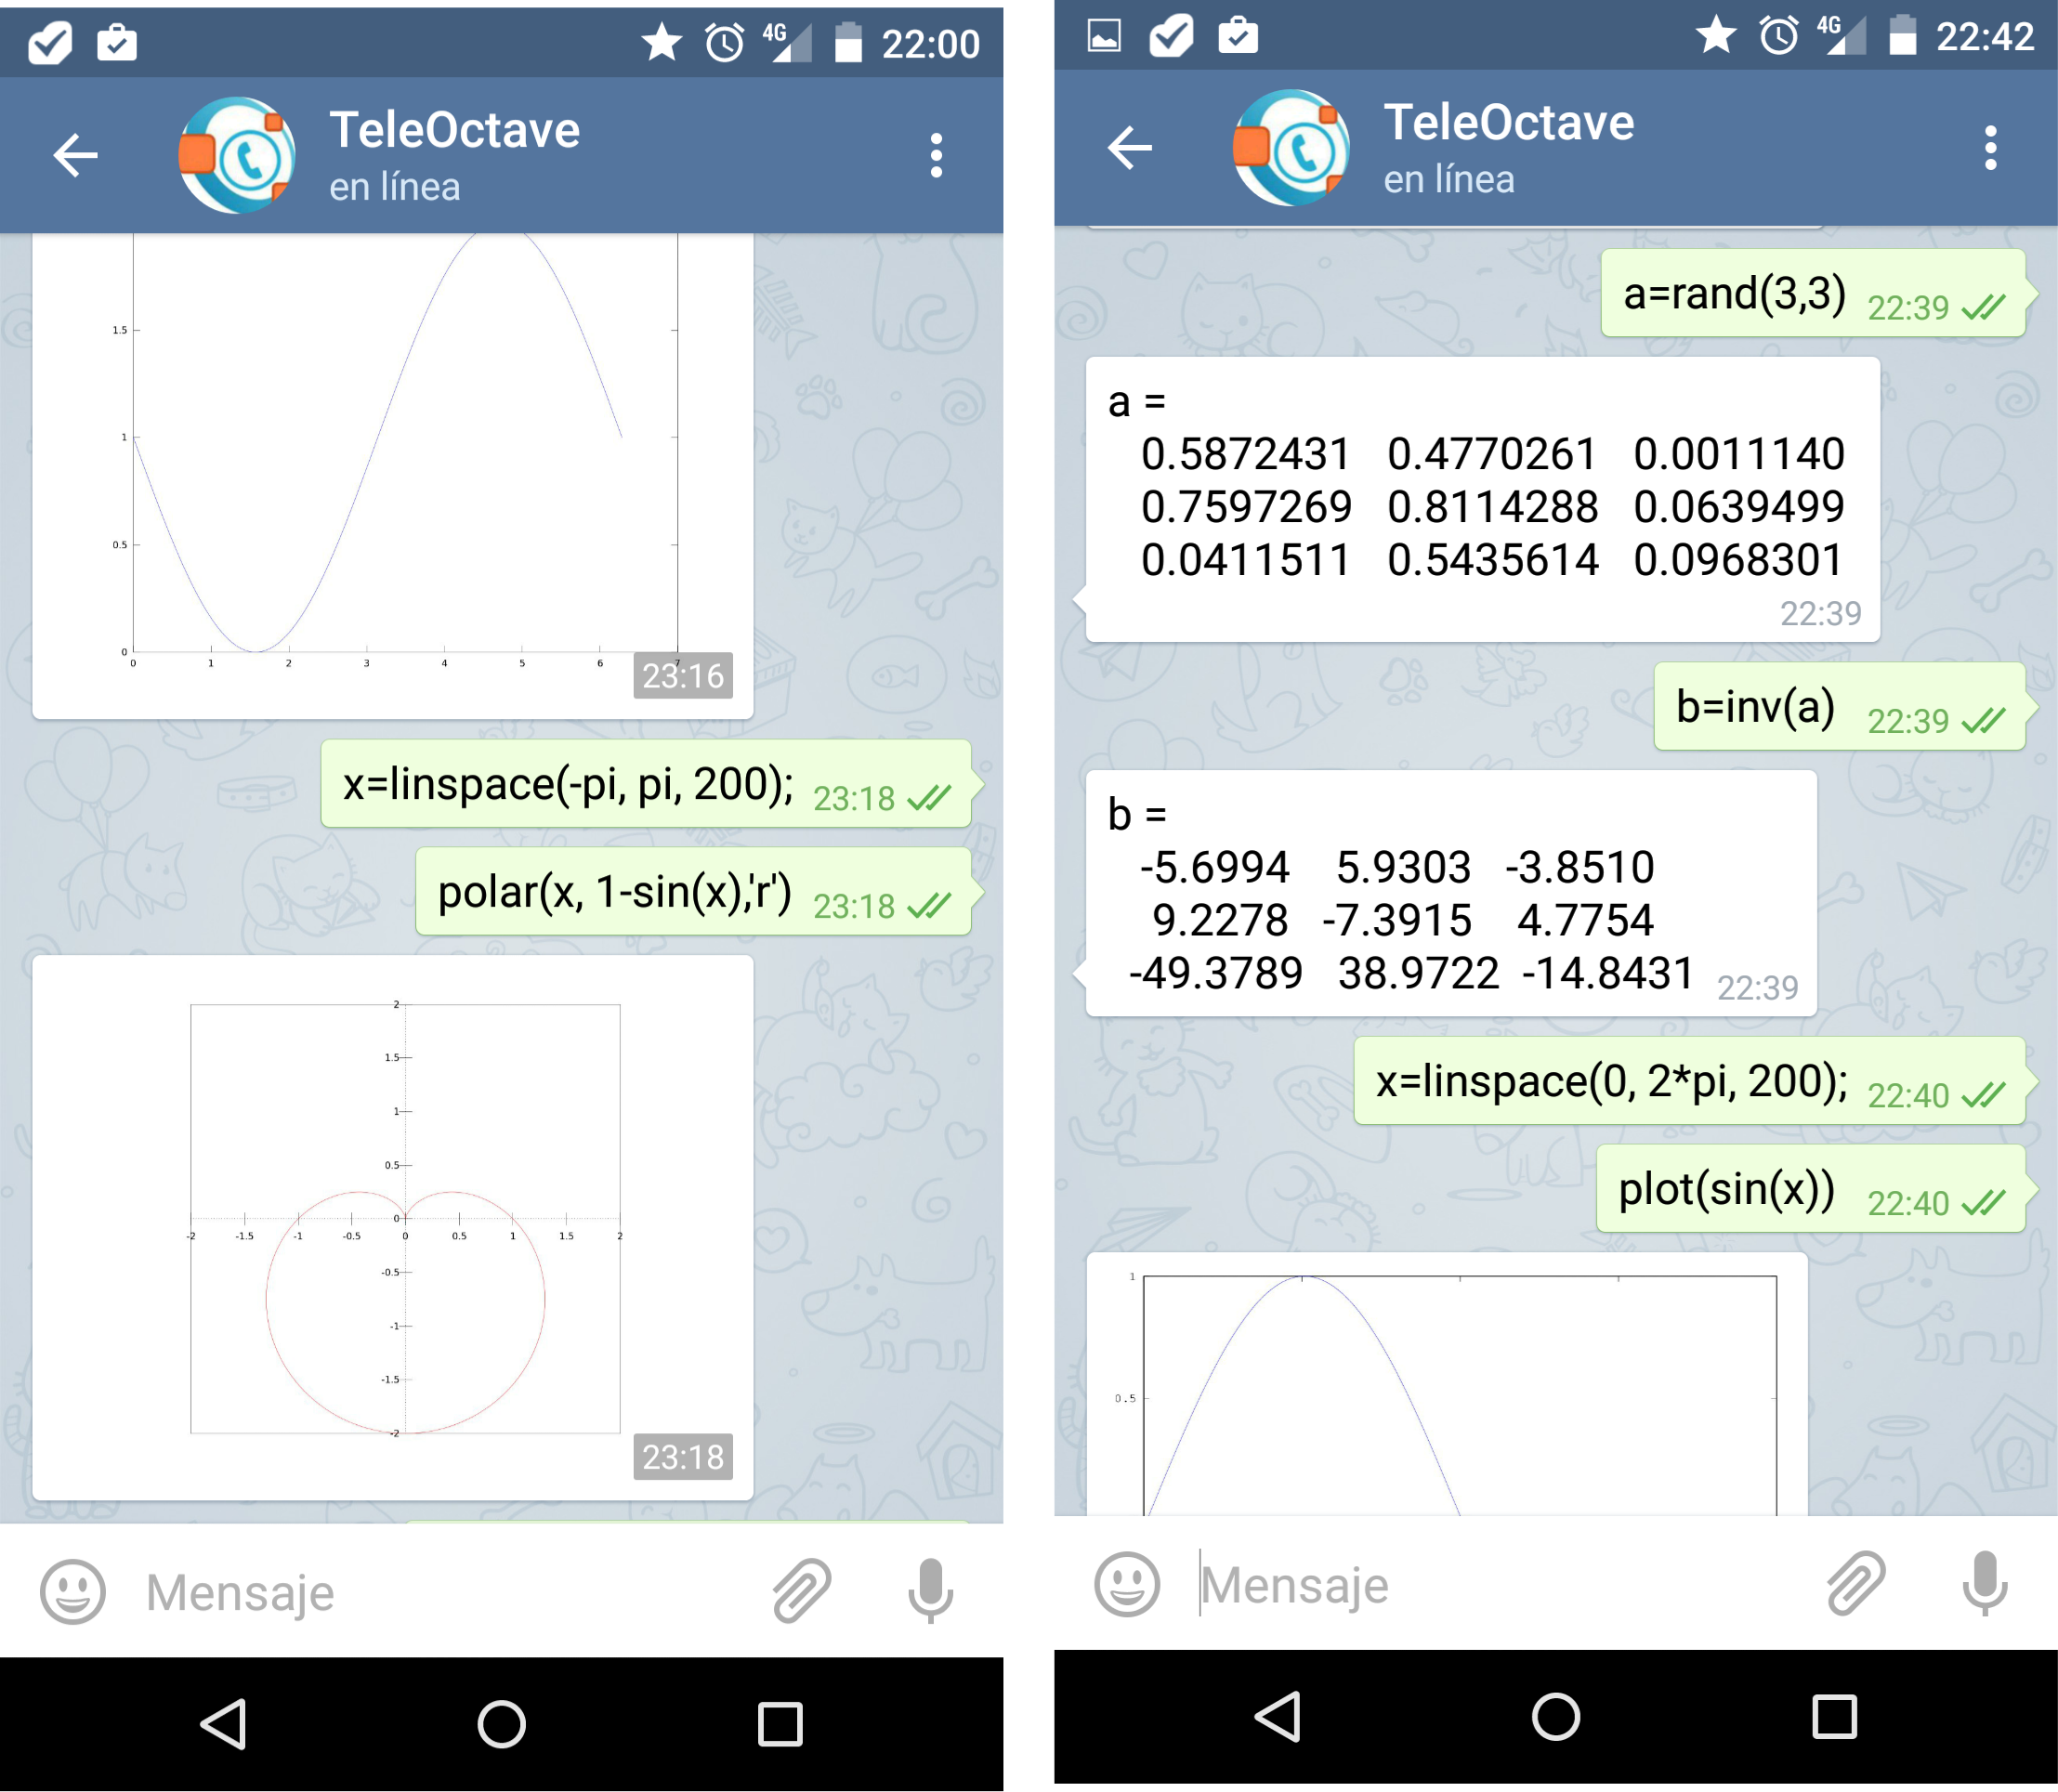 4G 22:00
TeleOctave
en línea
1.5
1
0.5
0
0 1 2 3 4 5 6 7
23:16
x=linspace(-pi, pi, 200); 23:18
polar(x, 1-sin(x),'r') 23:18
2
1.5
1
0.5
0
-2 -1.5 -1 -0.5 0 0.5 1 1.5 2
-0.5
-1
-1.5
-2
23:18
Mensaje
4G 22:42
TeleOctave
en línea
a=rand(3,3) 22:39
a =
0.5872431 0.4770261 0.0011140
0.7597269 0.8114288 0.0639499
0.0411511 0.5435614 0.0968301
22:39
b=inv(a) 22:39
b =
-5.6994 5.9303 -3.8510
9.2278 -7.3915 4.7754
-49.3789 38.9722 -14.8431 22:39
x=linspace(0, 2*pi, 200); 22:40
plot(sin(x)) 22:40
1
0.5
Mensaje